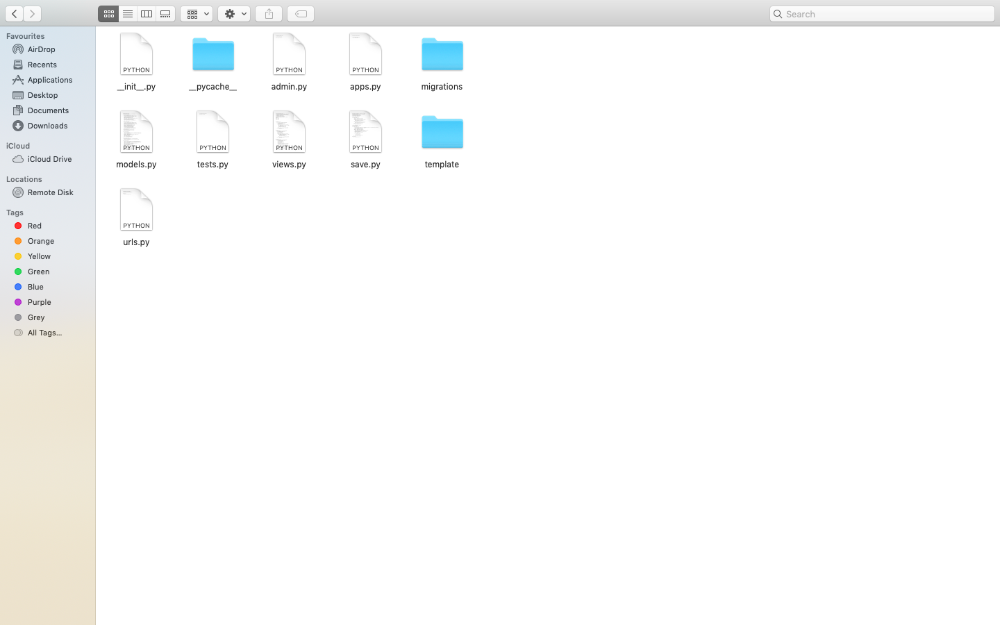 Search
Favourites
AirDrop
Recents
Applications
Desktop
Documents
Downloads
iCloud
iCloud Drive
Locations
Remote Disk
Tags
Red
Orange
Yellow
Green
Blue
Purple
Grey
All Tags...
PYTHON
PYTHON
PYTHON
__init__.py
__pycache__
admin.py
apps.py
migrations
PYTHON
PYTHON
PYTHON
PYTHON
models.py
tests.py
views.py
save.py
template
PYTHON
urls.py